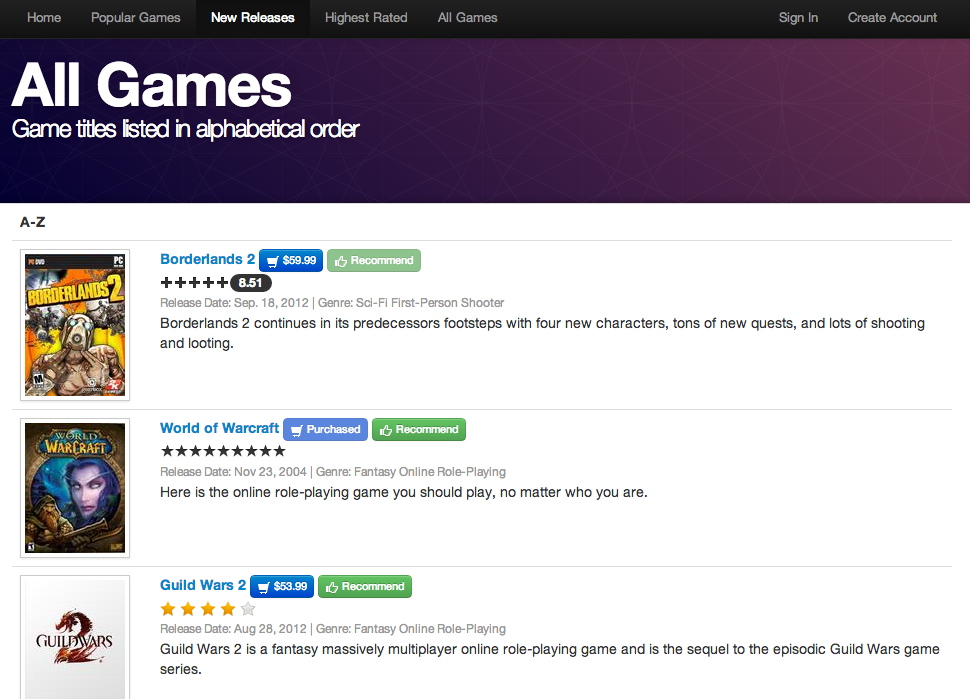 Home Popular Games New Releases Highest Rated All Games Sign In Create Account
All Games
Game titles listed in alphabetical order
A-Z
PC DVD PC
BORDERLANDS 2
M
2K
Borderlands 2 $59.99 Recommend
8.51
Release Date: Sep. 18, 2012 | Genre: Sci-Fi First-Person Shooter
Borderlands 2 continues in its predecessors footsteps with four new characters, tons of new quests, and lots of shooting
and looting.
WORLD OF
WARCRAFT
T
World of Warcraft Purchased Recommend
Release Date: Nov 23, 2004 | Genre: Fantasy Online Role-Playing
Here is the online role-playing game you should play, no matter who you are.
GUILD WARS
2
Guild Wars 2 $53.99 Recommend
Release Date: Aug 28, 2012 | Genre: Fantasy Online Role-Playing
Guild Wars 2 is a fantasy massively multiplayer online role-playing game and is the sequel to the episodic Guild Wars game
series.